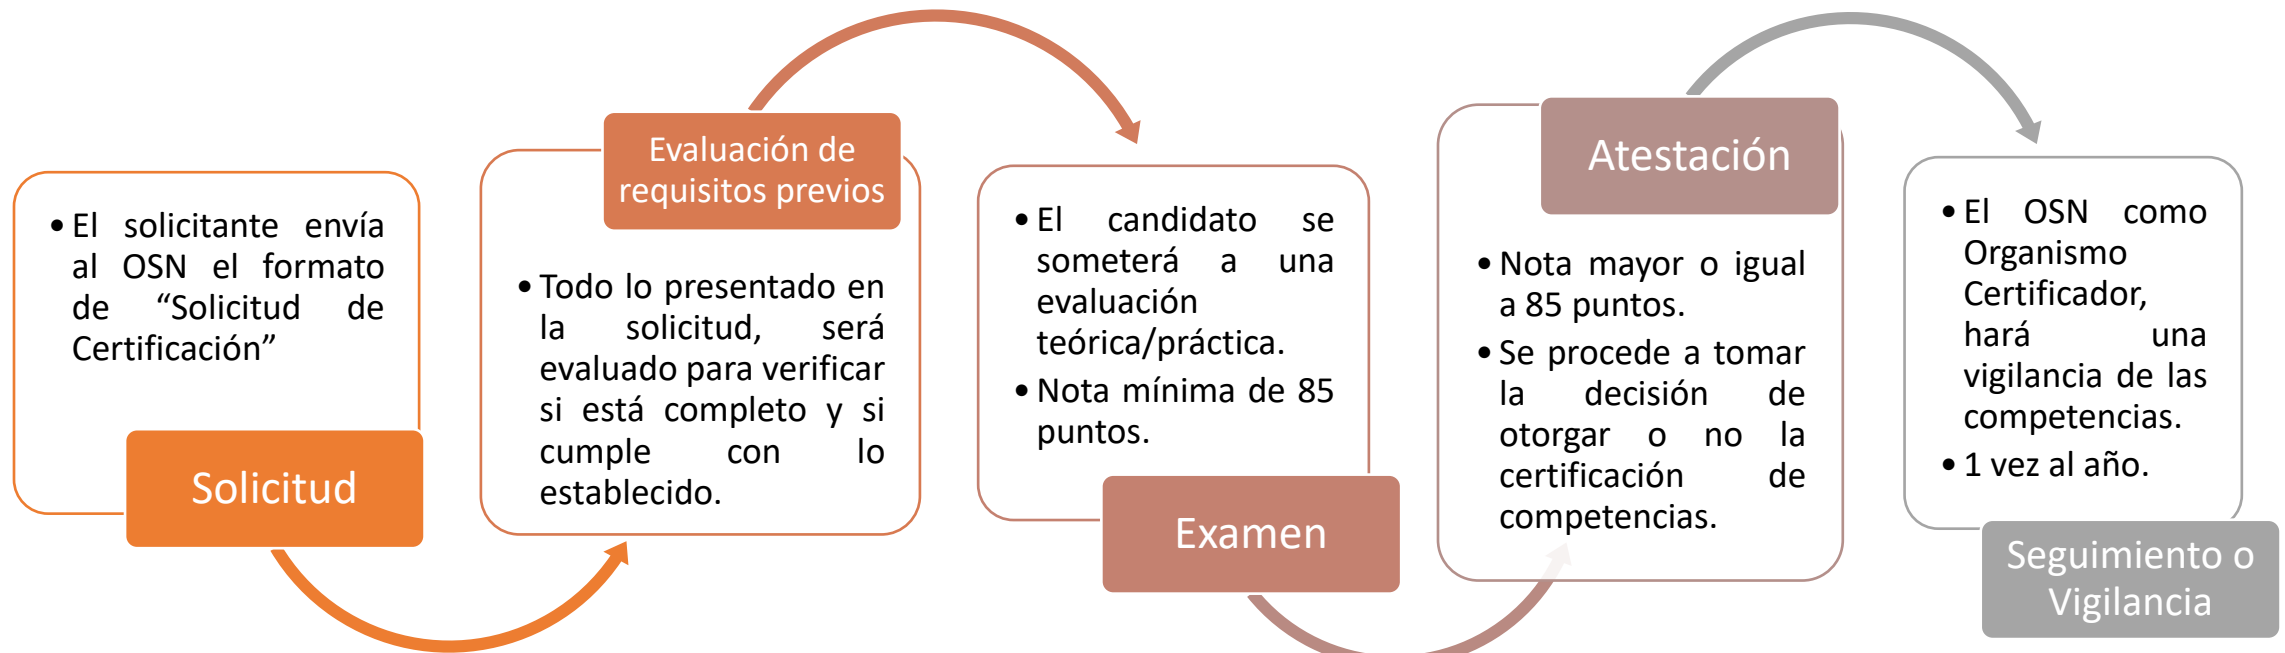 • El solicitante envía
al OSN el formato
de “Solicitud de
Certificación”
Solicitud
Evaluación de
requisitos previos
• Todo lo presentado en
la solicitud, será
evaluado para verificar
si está completo y si
cumple con lo
establecido.
• El candidato se
someterá a una
evaluación
teórica/práctica.
• Nota mínima de 85
puntos.
Examen
Atestación
• Nota mayor o igual
a 85 puntos.
• Se procede a tomar
la decisión de
otorgar o no la
certificación de
competencias.
• El OSN como
Organismo
Certificador,
hará una
vigilancia de las
competencias.
• 1 vez al año.
Seguimiento o
Vigilancia